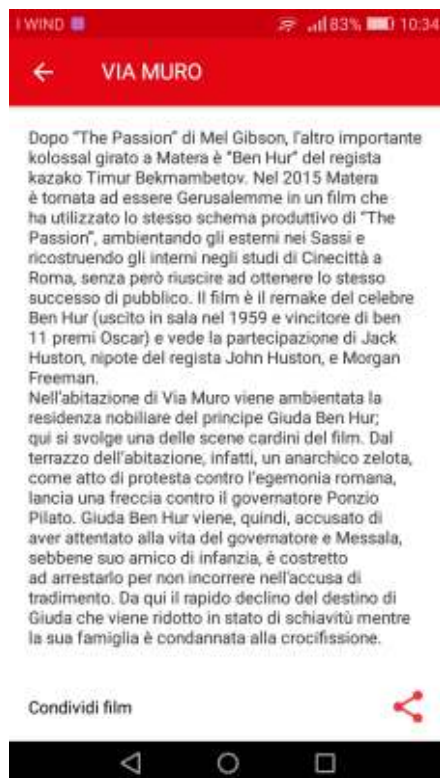 I WIND 83% 10:34
VIA MURO
Dopo "The Passion" di Mel Gibson, l'altro importante
kolossal girato a Matera è "Ben Hur" del regista
kazako Timur Bekmambetov. Nel 2015 Matera
è tornata ad essere Gerusalemme in un film che
ha utilizzato lo stesso schema produttivo di "The
Passion", ambientando gli esterni nei Sassi e
ricostruendo gli interni negli studi di Cinecittà a
Roma, senza però riuscire ad ottenere lo stesso
successo di pubblico. Il film è il remake del celebre
Ben Hur (uscito in sala nel 1959 e vincitore di ben
11 premi Oscar) e vede la partecipazione di Jack
Huston, nipote del regista John Huston, e Morgan
Freeman.
Nell'abitazione di Via Muro viene ambientata la
residenza nobiliare del principe Giuda Ben Hur;
qui si svolge una delle scene cardini del film. Dal
terrazzo dell'abitazione, infatti, un anarchico zelota,
come atto di protesta contro l'egemonia romana,
lancia una freccia contro il governatore Ponzio
Pilato. Giuda Ben Hur viene, quindi, accusato di
aver attentato alla vita del governatore e Messala,
sebbene suo amico di infanzia, è costretto
ad arrestarlo per non incorrere nell'accusa di
tradimento. Da qui il rapido declino del destino di
Giuda che viene ridotto in stato di schiavitù mentre
la sua famiglia è condannata alla crocifissione.
Condividi film